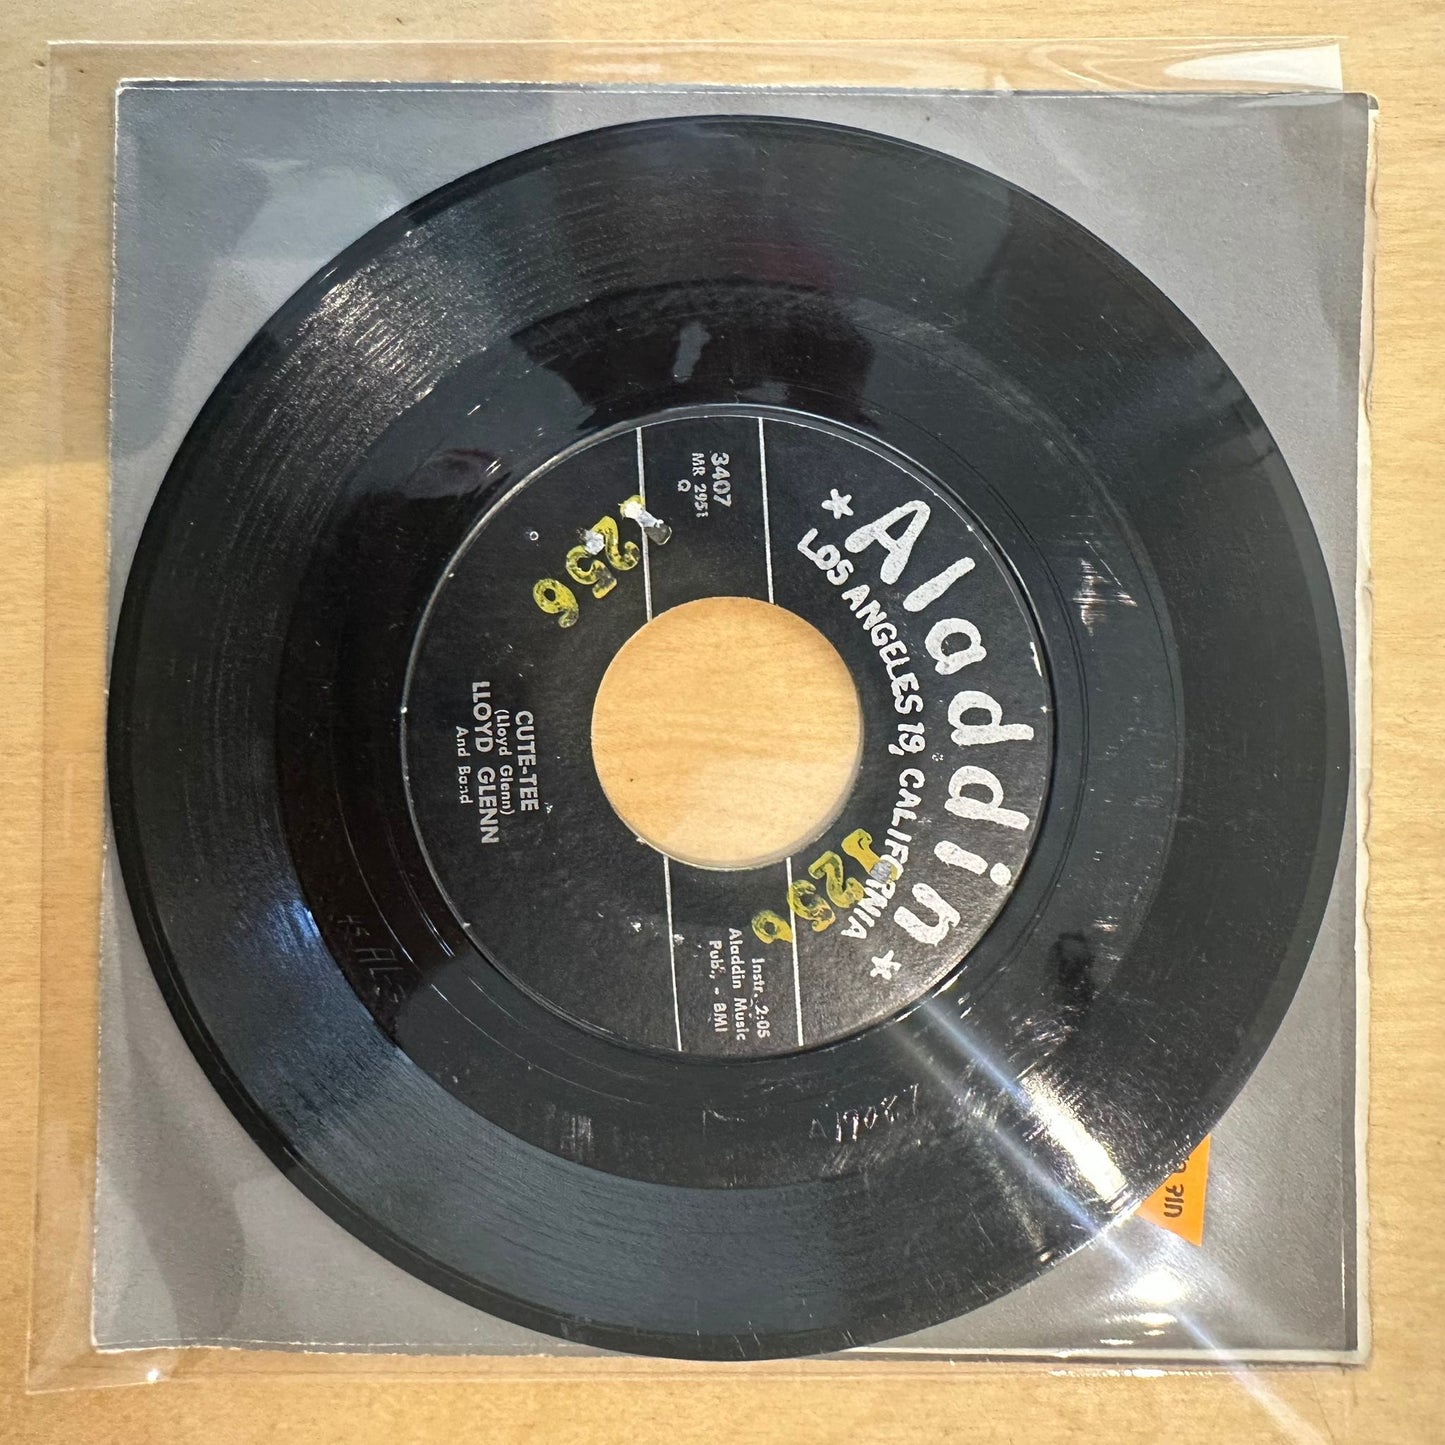 ★ Aladdin ★
LOS ANGELES 19, CALIFORNIA
3407
MR 2951
Q
Instr. 2:05
Aladdin Music
Pub., - BMI
1256
1256
CUTE-TEE
(Lloyd Glenn)
LLOYD GLENN
And Band